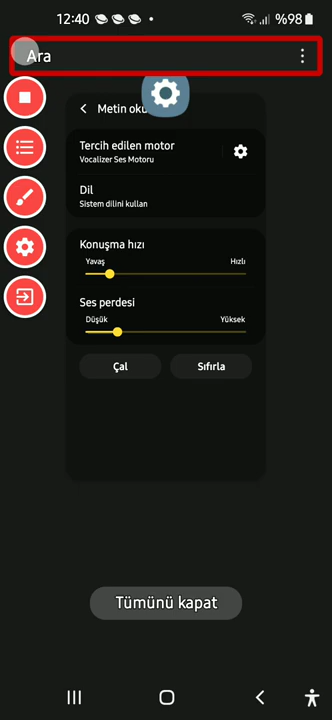 12:40 %98
Ara
Metin oku
Tercih edilen motor
Vocalizer Ses Motoru
Dil
Sistem dilini kullan
Konuşma hızı
Yavaş Hızlı
Ses perdesi
Düşük Yüksek
Çal Sıfırla
Tümünü kapat